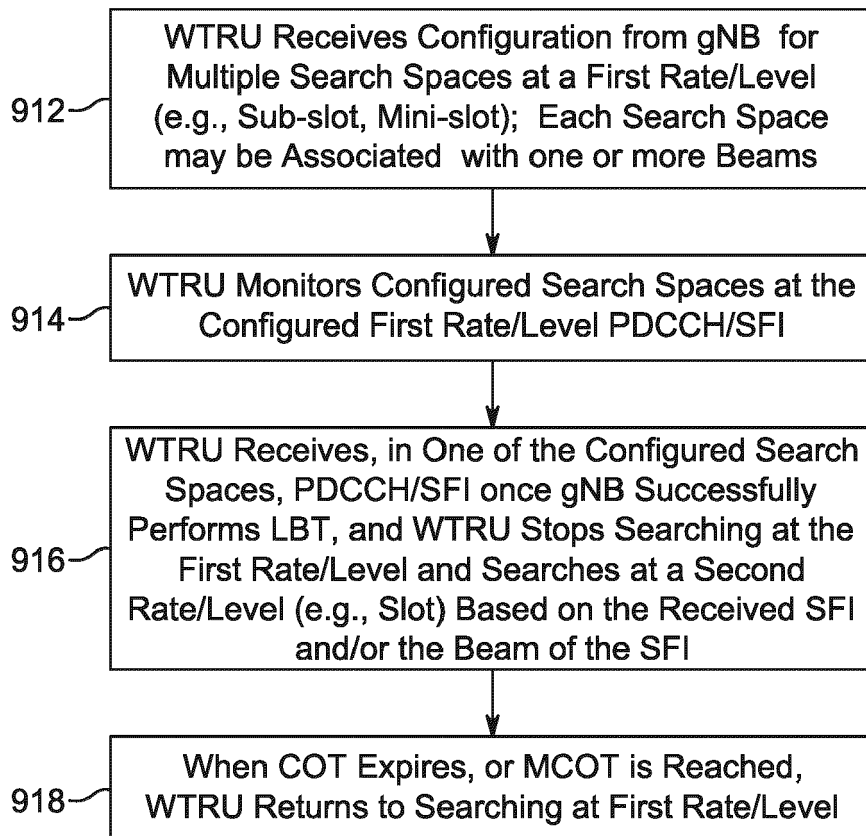 WTRU Receives Configuration from gNB for
Multiple Search Spaces at a First Rate/Level
912
(e.g., Sub-slot, Mini-slot); Each Search Space
may be Associated with one or more Beams
WTRU Monitors Configured Search Spaces at the
914
Configured First Rate/Level PDCCH/SFI
WTRU Receives, in One of the Configured Search
Spaces, PDCCH/SFI once gNB Successfully
Performs LBT, and WTRU Stops Searching at the
916
First Rate/Level and Searches at a Second
Rate/Level (e.g., Slot) Based on the Received SFI
and/or the Beam of the SFI
When COT Expires, or MCOT is Reached,
918
WTRU Returns to Searching at First Rate/Level